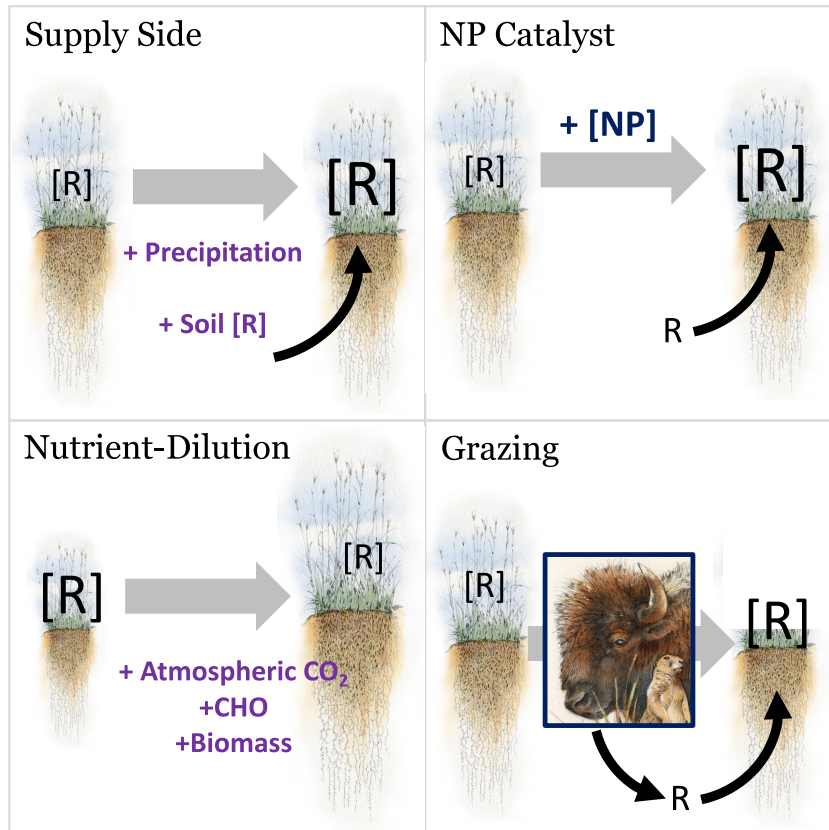 Supply Side
[R]
[R]
+ Precipitation
+ Soil [R]
NP Catalyst
+ [NP]
[R]
[R]
R
Nutrient-Dilution
[R]
[R]
+ Atmospheric CO₂
+CHO
+Biomass
Grazing
[R]
[R]
R